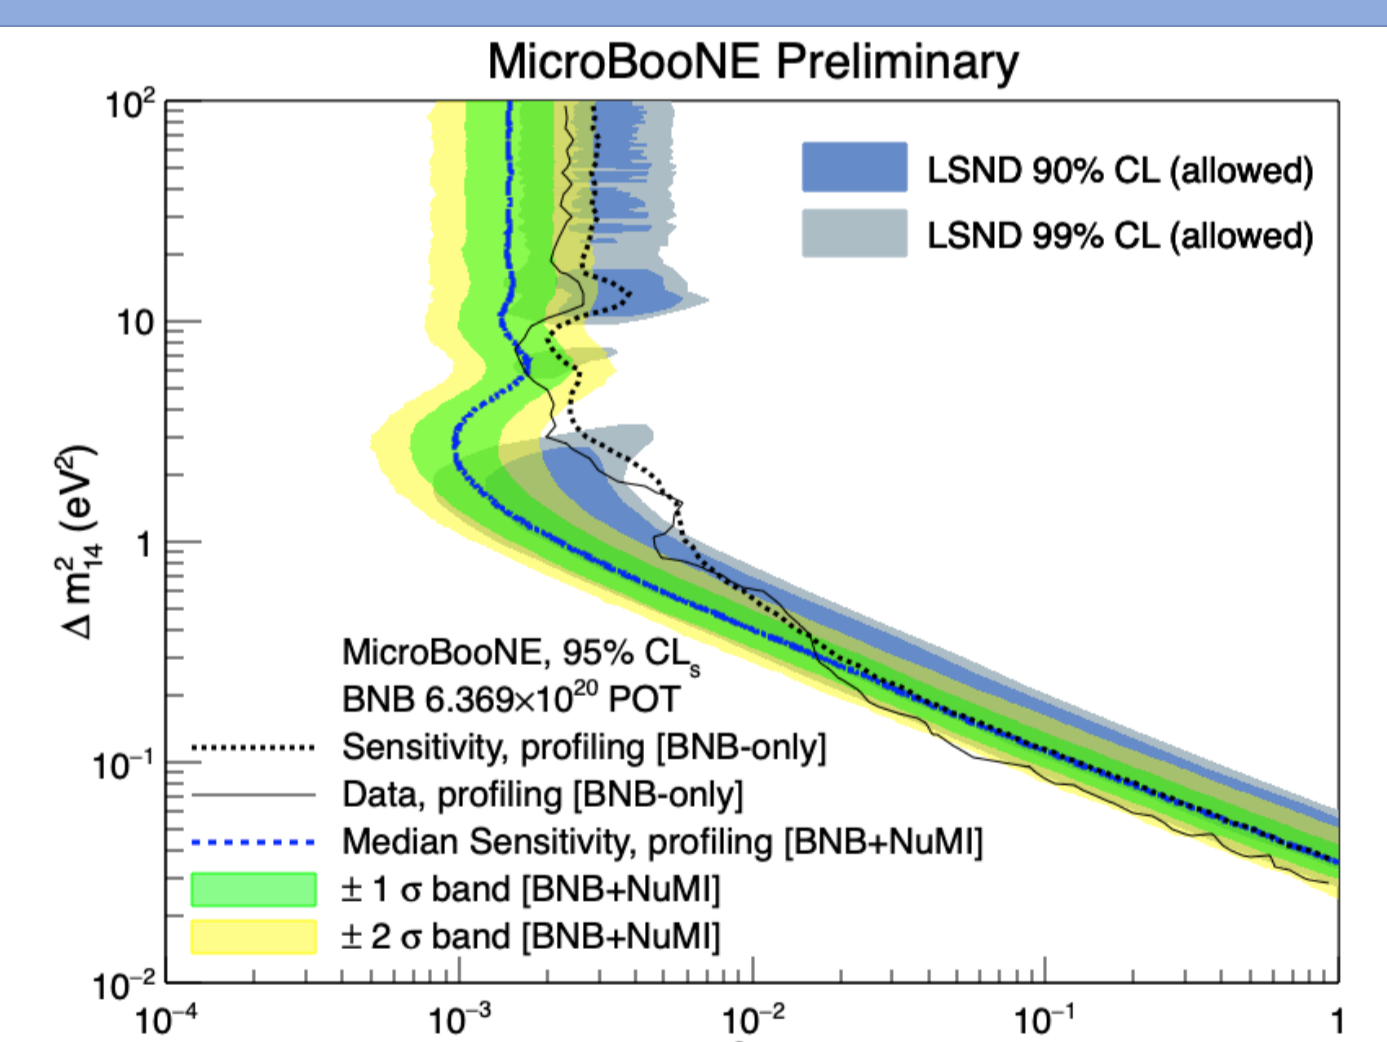 MicroBooNE Preliminary
10²
LSND 90% CL (allowed)
LSND 99% CL (allowed)
10
Δ m²₁₄ (eV²)
1
MicroBooNE, 95% CLₛ
BNB 6.369×10²⁰ POT
10⁻¹
Sensitivity, profiling [BNB-only]
Data, profiling [BNB-only]
Median Sensitivity, profiling [BNB+NuMI]
± 1 σ band [BNB+NuMI]
± 2 σ band [BNB+NuMI]
10⁻²
10⁻⁴ 10⁻³ 10⁻² 10⁻¹ 1